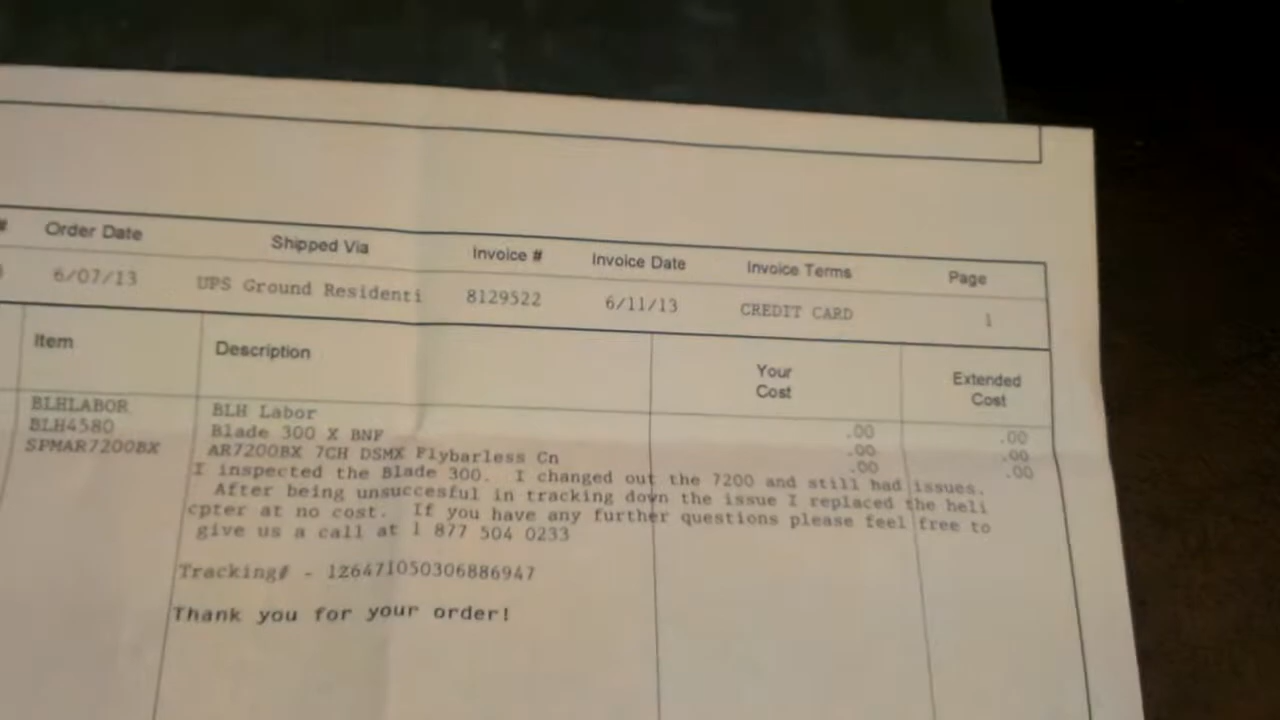 # Order Date Shipped Via Invoice # Invoice Date Invoice Terms Page
6/07/13 UPS Ground Residenti 8129522 6/11/13 CREDIT CARD 1
Item Description Your Cost Extended Cost
BLHLABOR BLH Labor .00 .00
BLH4580 Blade 300 X BNF .00 .00
SPMAR7200BX AR7200BX 7CH DSMX Flybarless Cn .00 .00
I inspected the Blade 300. I changed out the 7200 and still had issues.
After being unsuccesful in tracking down the issue I replaced the heli
cpter at no cost. If you have any further questions please feel free to
give us a call at 1 877 504 0233
Tracking# - 126471050306886947
Thank you for your order!